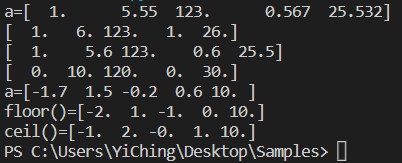 a=[  1.      5.55 123.      0.567  25.532]
[  1.   6. 123.   1.  26.]
[  1.    5.6 123.    0.6  25.5]
[  0.  10. 120.   0.  30.]
a=[-1.7  1.5 -0.2  0.6 10. ]
floor()=[-2.  1. -1.  0. 10.]
ceil()=[-1.  2. -0.  1. 10.]
PS C:\Users\YiChing\Desktop\Samples>